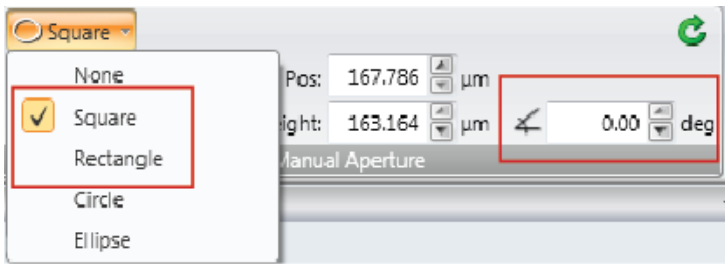 Square
None
Pos: 167.786 µm
Square
ight: 163.164 µm 0.00 deg
Rectangle
Manual Aperture
Circle
Ellipse